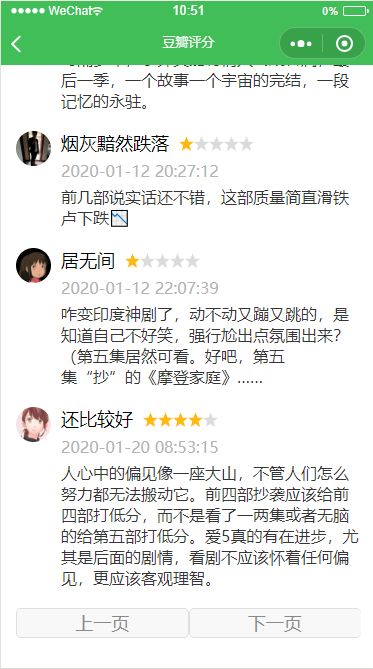 WeChat
10:51
0%
豆瓣评分
后一季，一个故事一个宇宙的完结，一段
记忆的永驻。
烟灰黯然跌落
2020-01-12 20:27:12
前几部说实话还不错，这部质量简直滑铁
卢下跌📉
居无间
2020-01-12 22:07:39
咋变印度神剧了，动不动又蹦又跳的，是
知道自己不好笑，强行尬出点氛围出来?
（第五集居然可看。好吧，第五
集“抄”的《摩登家庭》……
还比较好
2020-01-20 08:53:15
人心中的偏见像一座大山，不管人们怎么
努力都无法搬动它。前四部抄袭应该给前
四部打低分，而不是看了一两集或者无脑
的给第五部打低分。爱5真的有在进步，尤
其是后面的剧情，看剧不应该怀着任何偏
见，更应该客观理智。
上一页
下一页